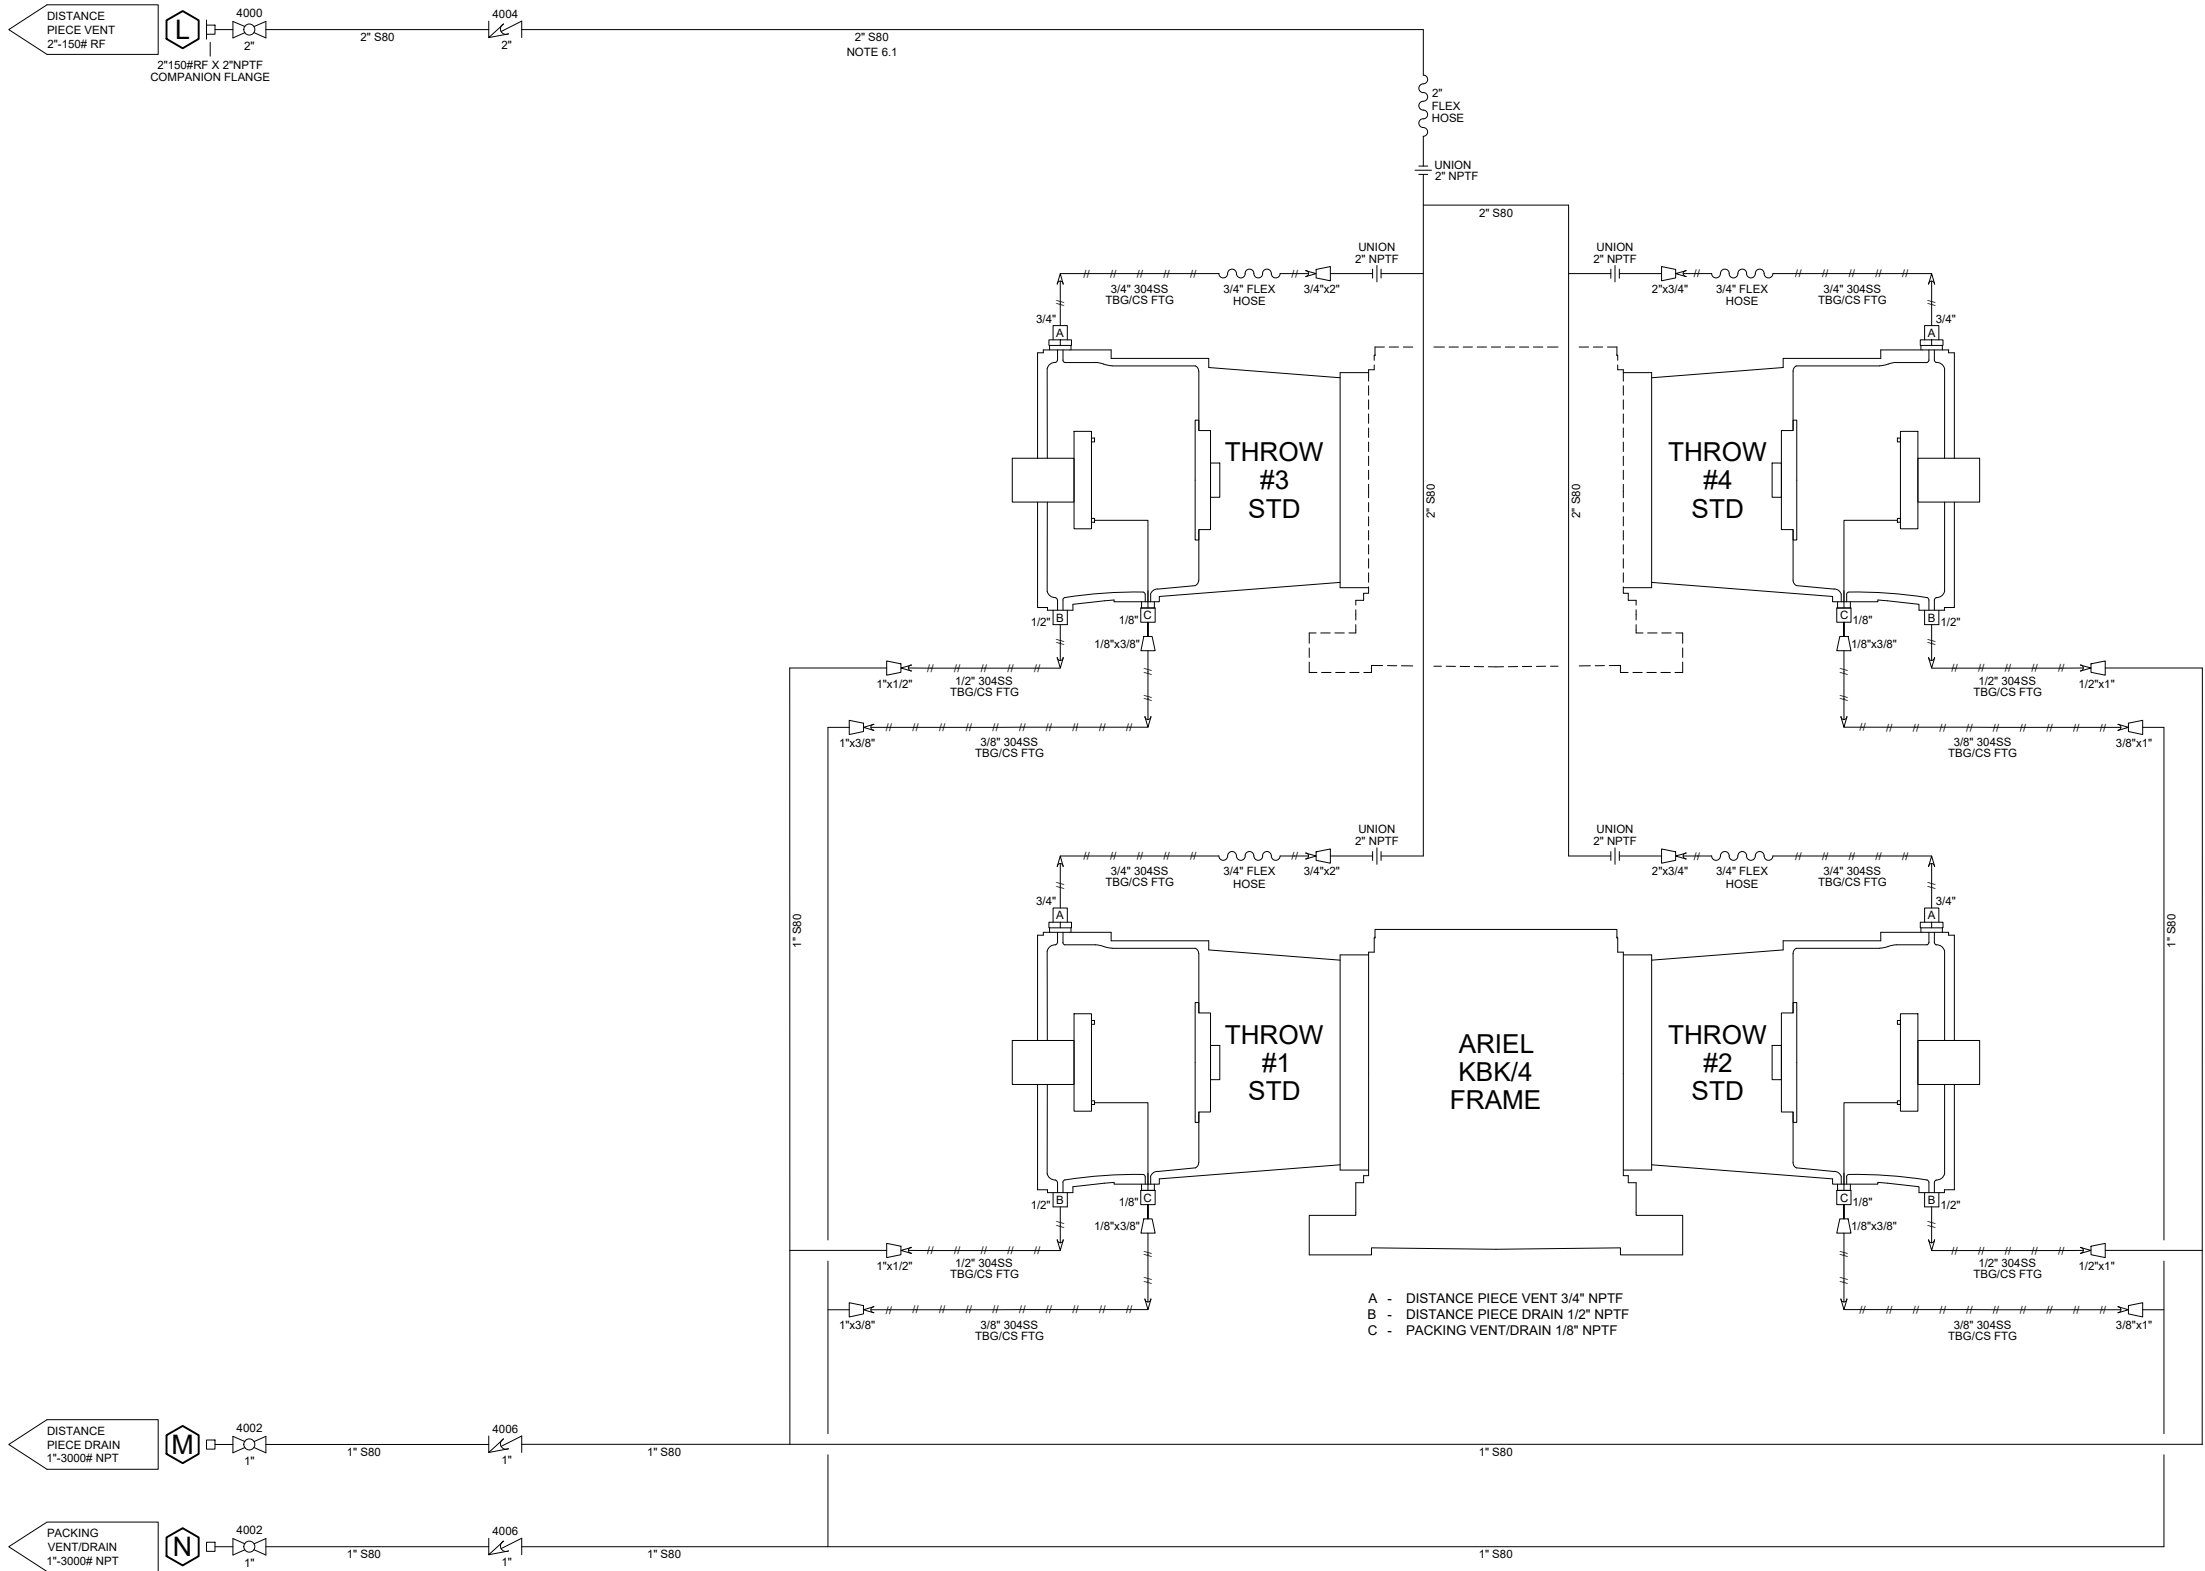 DISTANCE
PIECE VENT
2"-150# RF
L
4000
2"
2"150#RF X 2"NPTF
COMPANION FLANGE
2" S80
4004
2"
2" S80
NOTE 6.1
2"
FLEX
HOSE
UNION
2" NPTF
2" S80
UNION
2" NPTF
UNION
2" NPTF
3/4" 304SS
TBG/CS FTG
3/4" FLEX
HOSE
3/4"x2"
2"x3/4"
3/4" FLEX
HOSE
3/4" 304SS
TBG/CS FTG
3/4"
A
A
3/4"
THROW
#3
STD
2" S80
2" S80
THROW
#4
STD
1/2"
B
1/8"
C
1/8"x3/8"
C
1/8"
B
1/2"
1/8"x3/8"
1"x1/2"
1/2" 304SS
TBG/CS FTG
1/2" 304SS
TBG/CS FTG
1/2"x1"
1"x3/8"
3/8" 304SS
TBG/CS FTG
3/8" 304SS
TBG/CS FTG
3/8"x1"
UNION
2" NPTF
UNION
2" NPTF
3/4" 304SS
TBG/CS FTG
3/4" FLEX
HOSE
3/4"x2"
2"x3/4"
3/4" FLEX
HOSE
3/4" 304SS
TBG/CS FTG
3/4"
A
A
3/4"
1" S80
1" S80
THROW
#1
STD
ARIEL
KBK/4
FRAME
THROW
#2
STD
1/2"
B
1/8"
C
1/8"x3/8"
C
1/8"
B
1/2"
1/8"x3/8"
1"x1/2"
1/2" 304SS
TBG/CS FTG
1/2" 304SS
TBG/CS FTG
1/2"x1"
1"x3/8"
3/8" 304SS
TBG/CS FTG
3/8" 304SS
TBG/CS FTG
3/8"x1"
A - DISTANCE PIECE VENT 3/4" NPTF
B - DISTANCE PIECE DRAIN 1/2" NPTF
C - PACKING VENT/DRAIN 1/8" NPTF
DISTANCE
PIECE DRAIN
1"-3000# NPT
M
4002
1"
1" S80
4006
1"
1" S80
1" S80
PACKING
VENT/DRAIN
1"-3000# NPT
N
4002
1"
1" S80
4006
1"
1" S80
1" S80